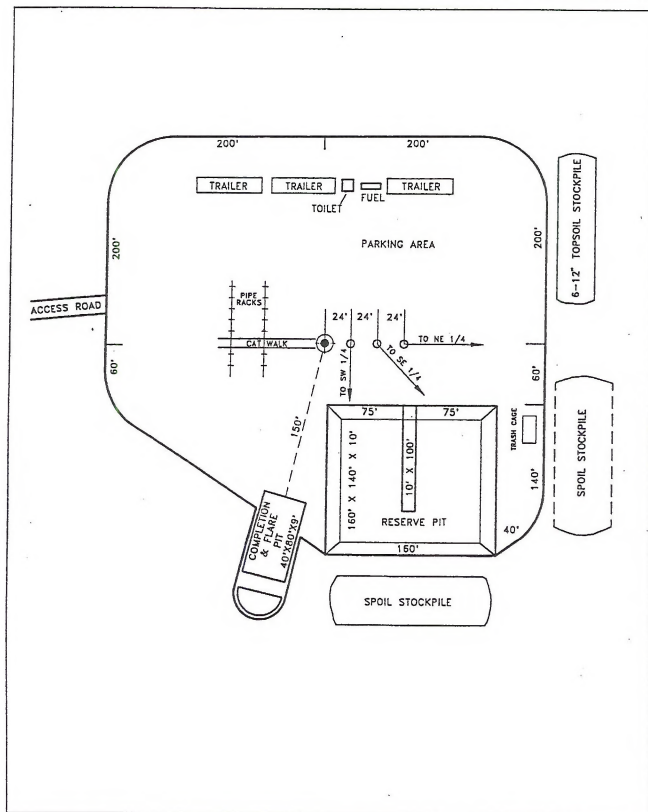 200'
200'
TRAILER
TRAILER
TRAILER
TOILET
FUEL
PARKING AREA
200'
200'
6-12" TOPSOIL STOCKPILE
ACCESS ROAD
PIPE
RACKS
24'
24'
24'
CAT WALK
TO NE 1/4
TO SE 1/4
TO SW 1/4
60'
60'
150'
75'
75'
160' X 140' X 10'
10' X 100'
RESERVE PIT
160'
TRASH CAGE
140'
40'
SPOIL STOCKPILE
COMPLETION
& FLARE
PIT
40'X80'X9'
SPOIL STOCKPILE